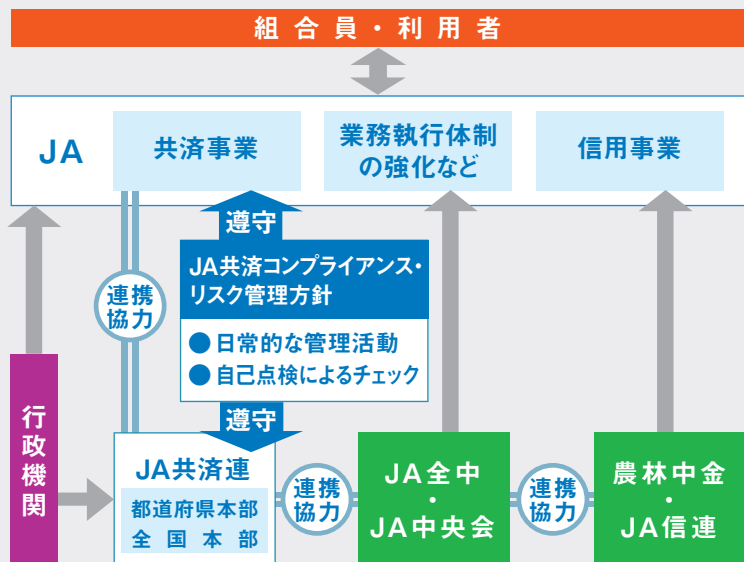 組合員・利用者
JA
共済事業
業務執行体制
の強化など
信用事業
遵守
JA共済コンプライアンス・
リスク管理方針
●日常的な管理活動
●自己点検によるチェック
遵守
連携
協力
行政機関
JA共済連
都道府県本部
全国本部
連携
協力
JA全中
・
JA中央会
連携
協力
農林中金
・
JA信連